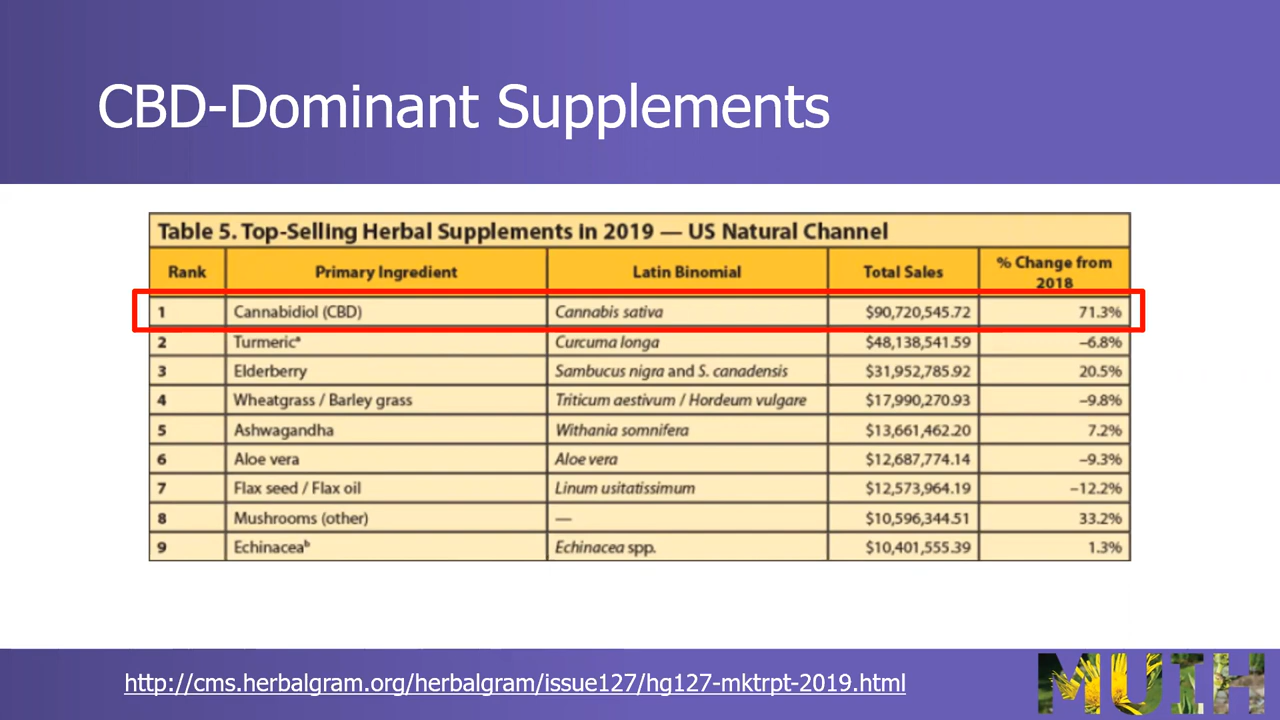 CBD-Dominant Supplements
Table 5. Top-Selling Herbal Supplements in 2019 — US Natural Channel
Rank Primary Ingredient Latin Binomial Total Sales % Change from 2018
1 Cannabidiol (CBD) Cannabis sativa $90,720,545.72 71.3%
2 Turmericᵃ Curcuma longa $48,138,541.59 –6.8%
3 Elderberry Sambucus nigra and S. canadensis $31,952,785.92 20.5%
4 Wheatgrass / Barley grass Triticum aestivum / Hordeum vulgare $17,990,270.93 –9.8%
5 Ashwagandha Withania somnifera $13,661,462.20 7.2%
6 Aloe vera Aloe vera $12,687,774.14 –9.3%
7 Flax seed / Flax oil Linum usitatissimum $12,573,964.19 –12.2%
8 Mushrooms (other) — $10,596,344.51 33.2%
9 Echinaceaᵇ Echinacea spp. $10,401,555.39 1.3%
http://cms.herbalgram.org/herbalgram/issue127/hg127-mktrpt-2019.html
MUIH